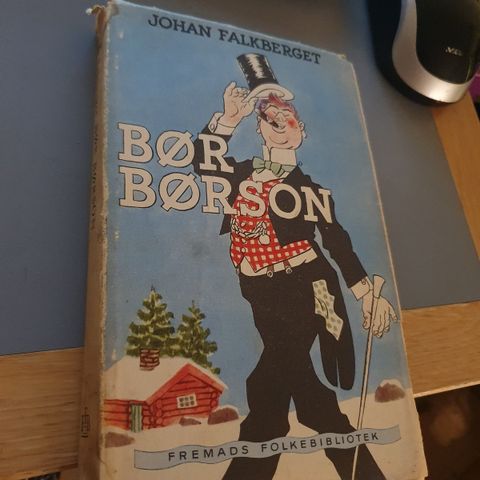 JOHAN FALKBERGET
BØR
BØRSON
FREMADS FOLKEBIBLIOTEK